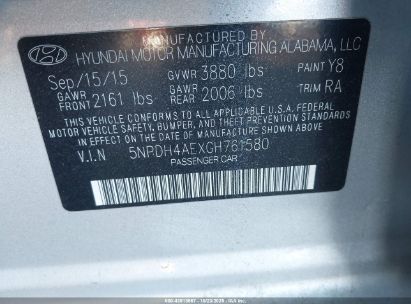 MANUFACTURED BY
HYUNDAI MOTOR MANUFACTURING ALABAMA, LLC
Sep/15/15 GVWR 3880 lbs PAINT Y8
GAWR FRONT 2161 lbs GAWR REAR 2006 lbs TRIM RA
THIS VEHICLE CONFORMS TO ALL APPLICABLE U.S. FEDERAL MOTOR VEHICLE
SAFETY, BUMPER, AND THEFT PREVENTION STANDARDS IN EFFECT ON THE DATE
OF MANUFACTURE SHOWN ABOVE.
V.I.N 5NPDH4AEXGH761580
PASSENGER CAR